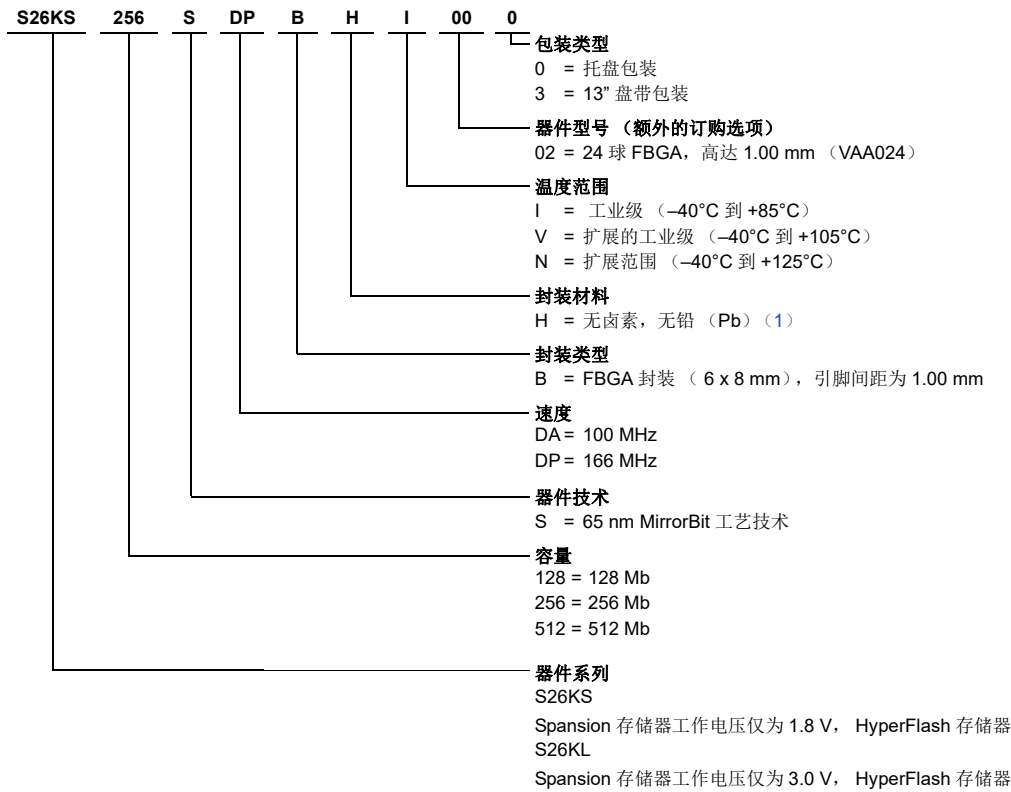 S26KS 256 S DP B H I 00 0
包装类型
0 = 托盘包装
3 = 13” 盘带包装
器件型号 （额外的订购选项）
02 = 24 球 FBGA，高达 1.00 mm （VAA024）
温度范围
I = 工业级 （–40°C 到 +85°C）
V = 扩展的工业级 （–40°C 到 +105°C）
N = 扩展范围 （–40°C 到 +125°C）
封装材料
H = 无卤素，无铅 （Pb）（1）
封装类型
B = FBGA 封装 （ 6 x 8 mm），引脚间距为 1.00 mm
速度
DA = 100 MHz
DP = 166 MHz
器件技术
S = 65 nm MirrorBit 工艺技术
容量
128 = 128 Mb
256 = 256 Mb
512 = 512 Mb
器件系列
S26KS
Spansion 存储器工作电压仅为 1.8 V， HyperFlash 存储器
S26KL
Spansion 存储器工作电压仅为 3.0 V， HyperFlash 存储器